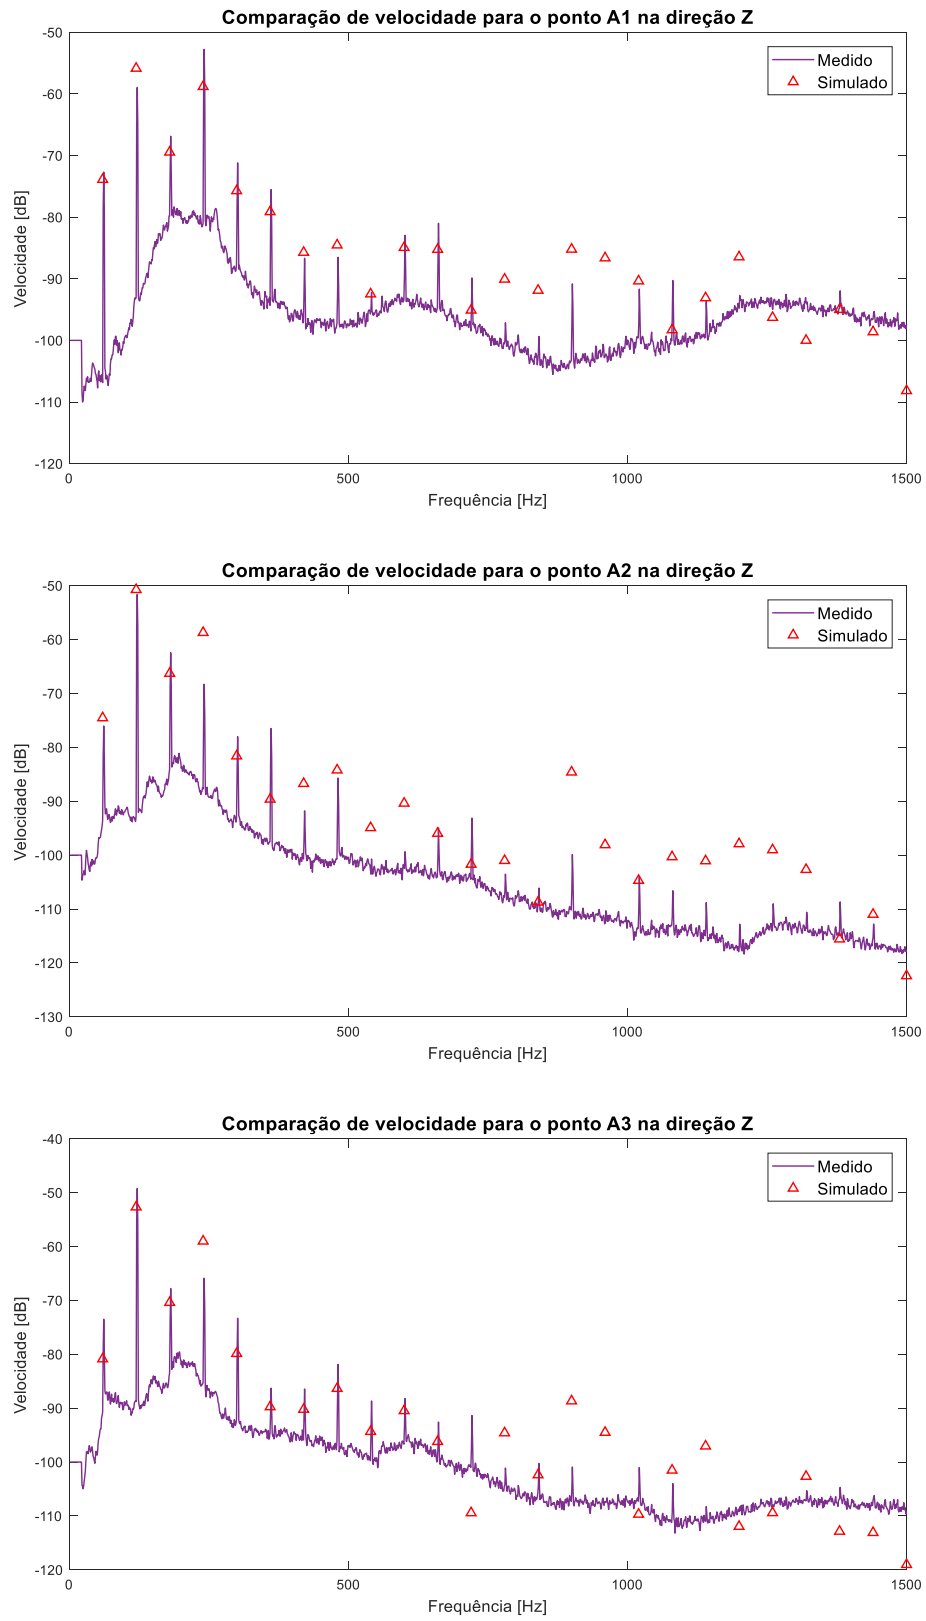 Comparação de velocidade para o ponto A1 na direção Z
-50
-60
-70
-80
-90
-100
-110
-120
Velocidade [dB]
Medido
Simulado
0
500
1000
1500
Frequência [Hz]
Comparação de velocidade para o ponto A2 na direção Z
-50
-60
-70
-80
-90
-100
-110
-120
-130
Velocidade [dB]
Medido
Simulado
0
500
1000
1500
Frequência [Hz]
Comparação de velocidade para o ponto A3 na direção Z
-40
-50
-60
-70
-80
-90
-100
-110
-120
Velocidade [dB]
Medido
Simulado
0
500
1000
1500
Frequência [Hz]